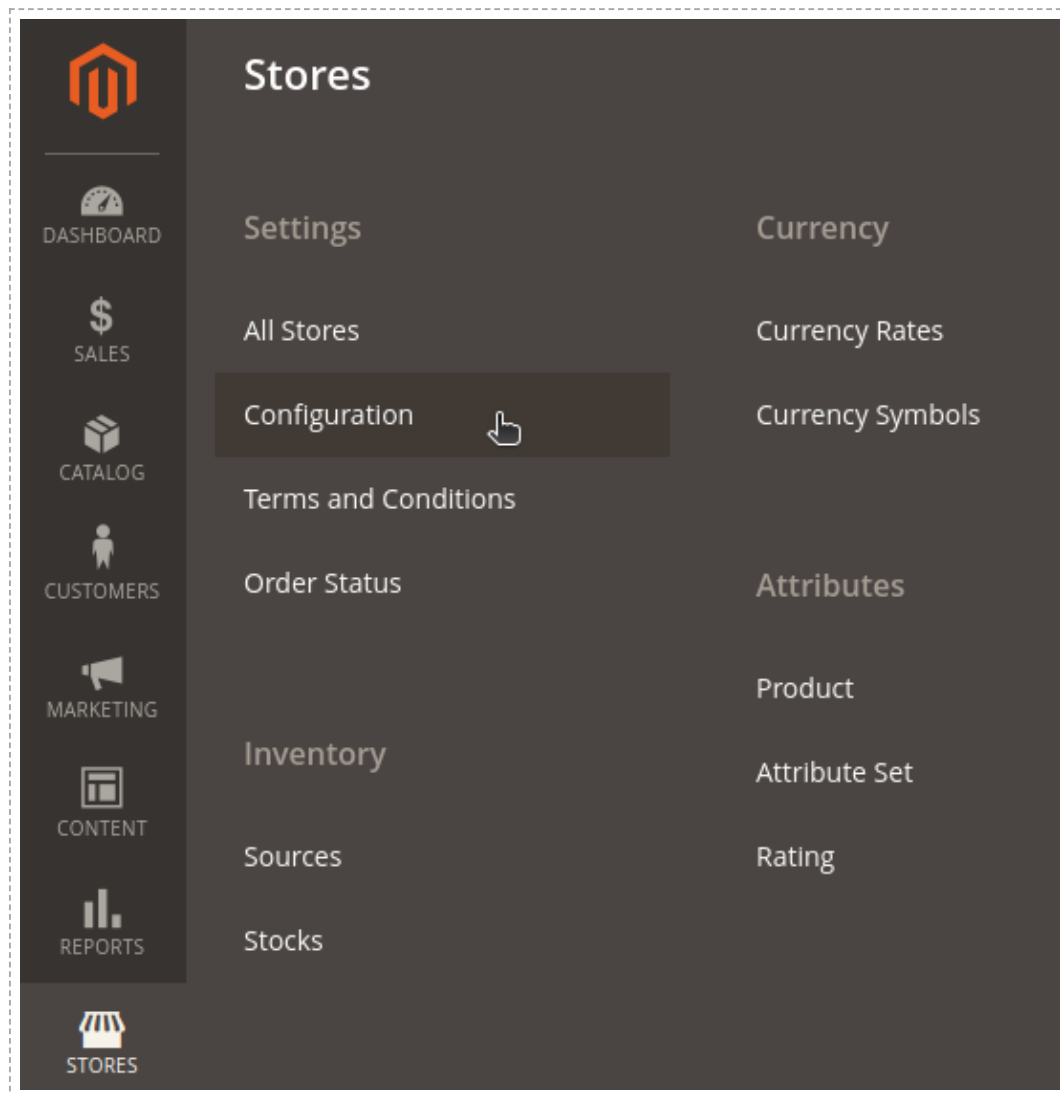 Stores
DASHBOARD
SALES
CATALOG
CUSTOMERS
MARKETING
CONTENT
REPORTS
STORES
Settings
All Stores
Configuration
Terms and Conditions
Order Status
Inventory
Sources
Stocks
Currency
Currency Rates
Currency Symbols
Attributes
Product
Attribute Set
Rating